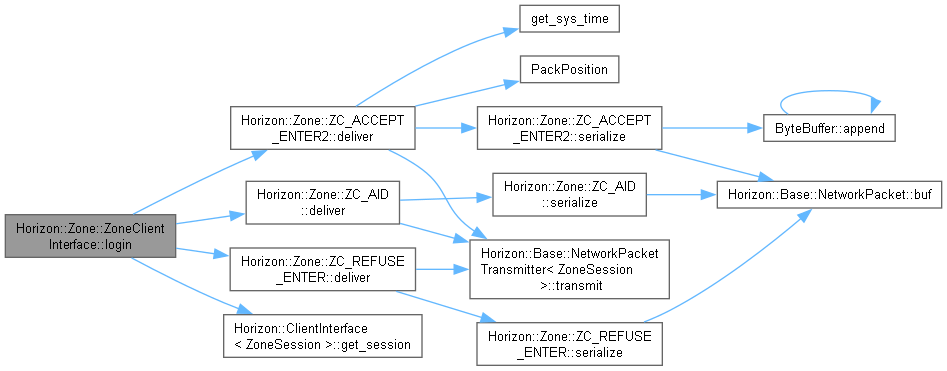 get_sys_time
PackPosition
Horizon::Zone::ZC_ACCEPT
_ENTER2::deliver
Horizon::Zone::ZC_ACCEPT
_ENTER2::serialize
ByteBuffer::append
Horizon::Zone::ZC_AID
::deliver
Horizon::Zone::ZC_AID
::serialize
Horizon::Base::NetworkPacket::buf
Horizon::Zone::ZoneClient
Interface::login
Horizon::Zone::ZC_REFUSE
_ENTER::deliver
Horizon::Base::NetworkPacket
Transmitter< ZoneSession
>::transmit
Horizon::ClientInterface
< ZoneSession >::get_session
Horizon::Zone::ZC_REFUSE
_ENTER::serialize